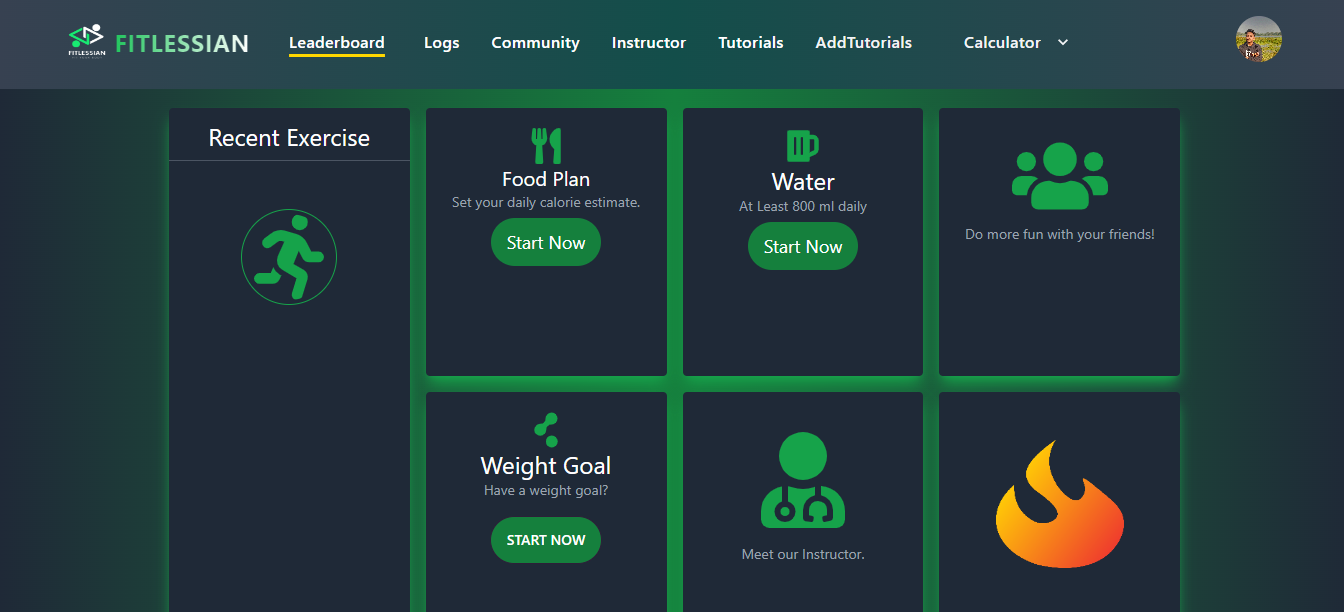 FITLESSIAN
FITLESSIAN
Leaderboard
Logs
Community
Instructor
Tutorials
AddTutorials
Calculator
Recent Exercise
Food Plan
Set your daily calorie estimate.
Start Now
Water
At Least 800 ml daily
Start Now
Do more fun with your friends!
Weight Goal
Have a weight goal?
START NOW
Meet our Instructor.